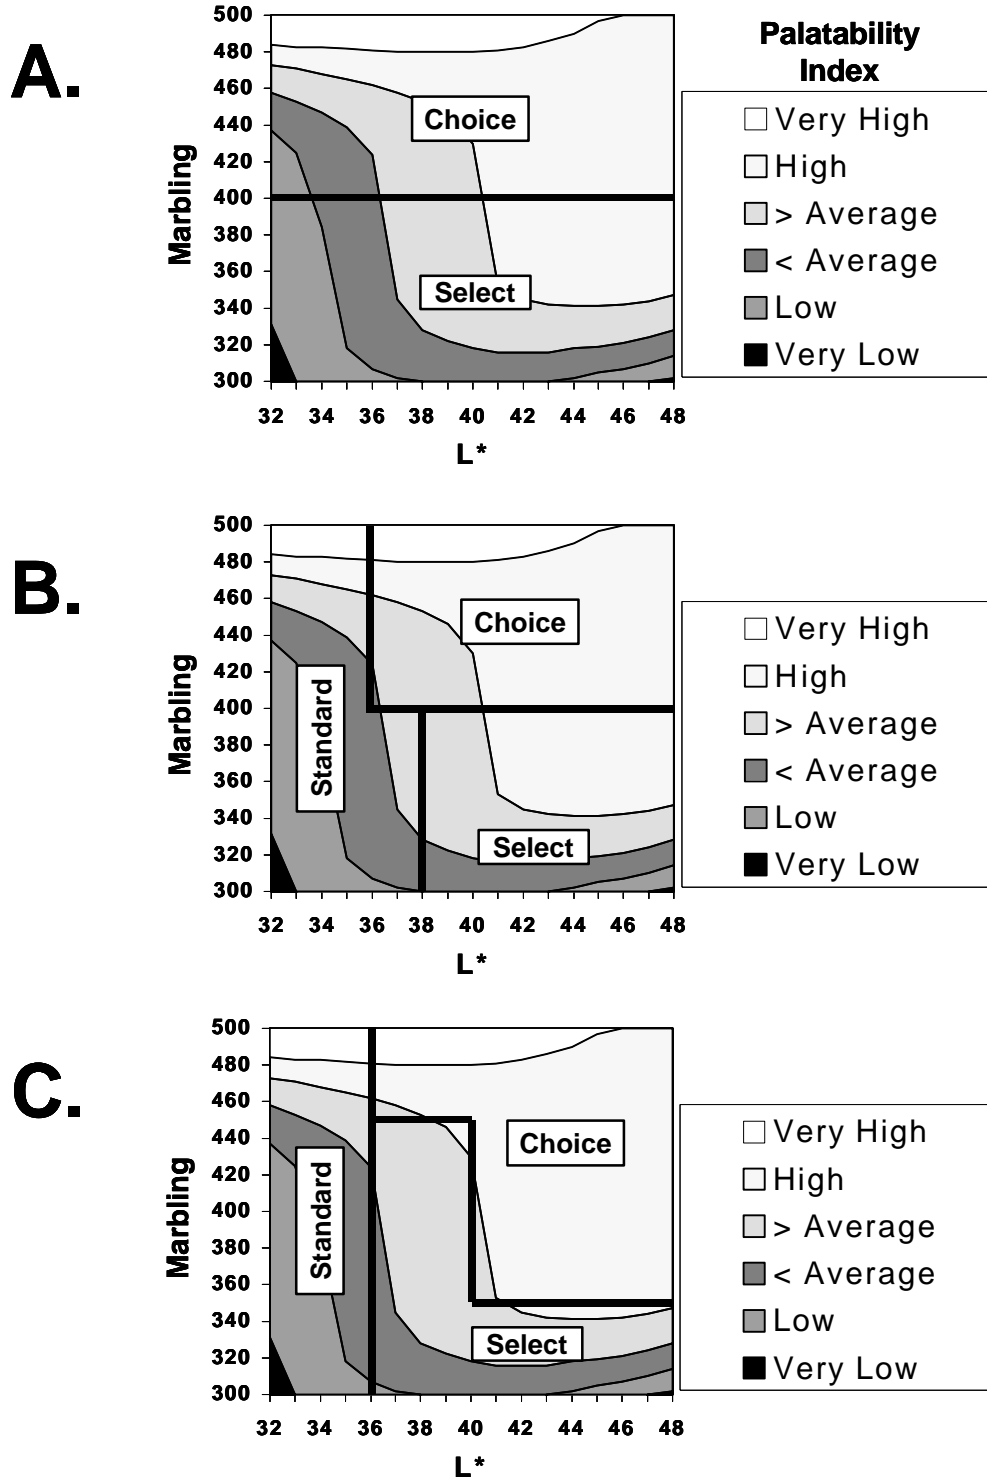 A.
500
480
460
440
420
400
380
360
340
320
300
Marbling
Choice
Select
32 34 36 38 40 42 44 46 48
L*
Palatability
Index
Very High
High
> Average
< Average
Low
Very Low
B.
500
480
460
440
420
400
380
360
340
320
300
Marbling
Choice
Standard
Select
32 34 36 38 40 42 44 46 48
L*
Very High
High
> Average
< Average
Low
Very Low
C.
500
480
460
440
420
400
380
360
340
320
300
Marbling
Choice
Standard
Select
32 34 36 38 40 42 44 46 48
L*
Very High
High
> Average
< Average
Low
Very Low